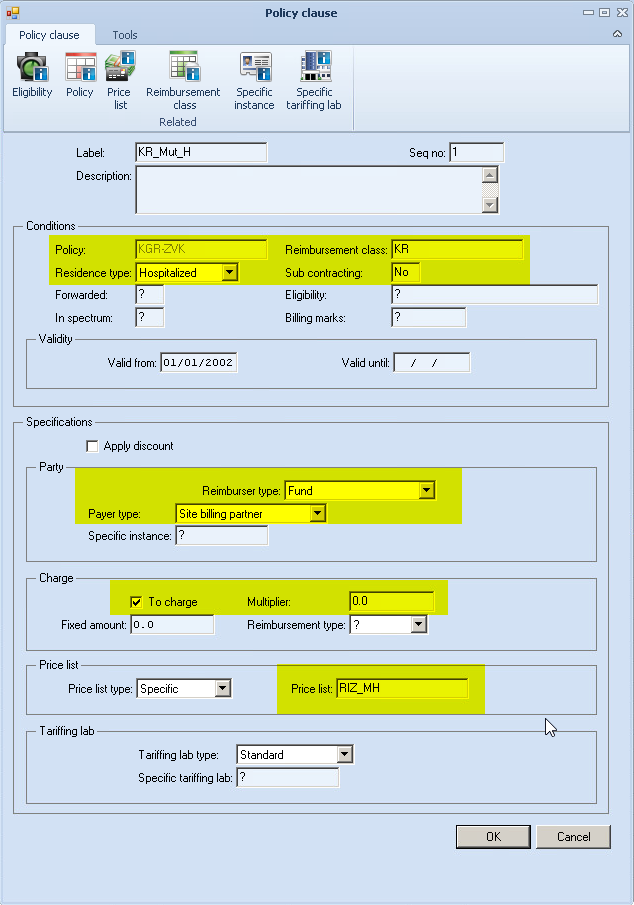 Policy clause
Policy clause Tools
Eligibility Policy Price list Reimbursement class Specific instance Specific tariffing lab
Related
Label: KR_Mut_H Seq no: 1
Description:
Conditions
Policy: KGR-ZVK Reimbursement class: KR
Residence type: Hospitalized Sub contracting: No
Forwarded: ? Eligibility: ?
In spectrum: ? Billing marks: ?
Validity
Valid from: 01/01/2002 Valid until: / /
Specifications
Apply discount
Party
Reimburser type: Fund
Payer type: Site billing partner
Specific instance: ?
Charge
To charge Multiplier: 0.0
Fixed amount: 0.0 Reimbursement type: ?
Price list
Price list type: Specific Price list: RIZ_MH
Tariffing lab
Tariffing lab type: Standard
Specific tariffing lab: ?
OK Cancel